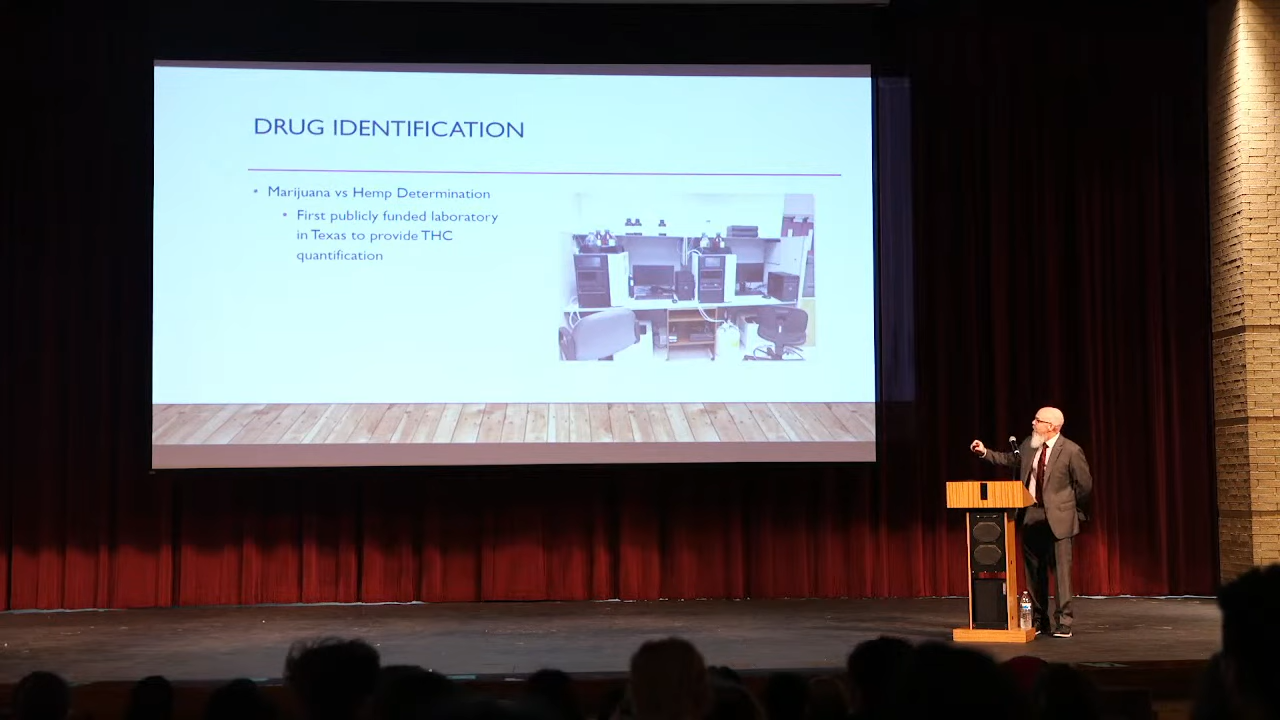 DRUG IDENTIFICATION
• Marijuana vs Hemp Determination
• First publicly funded laboratory
in Texas to provide THC
quantification